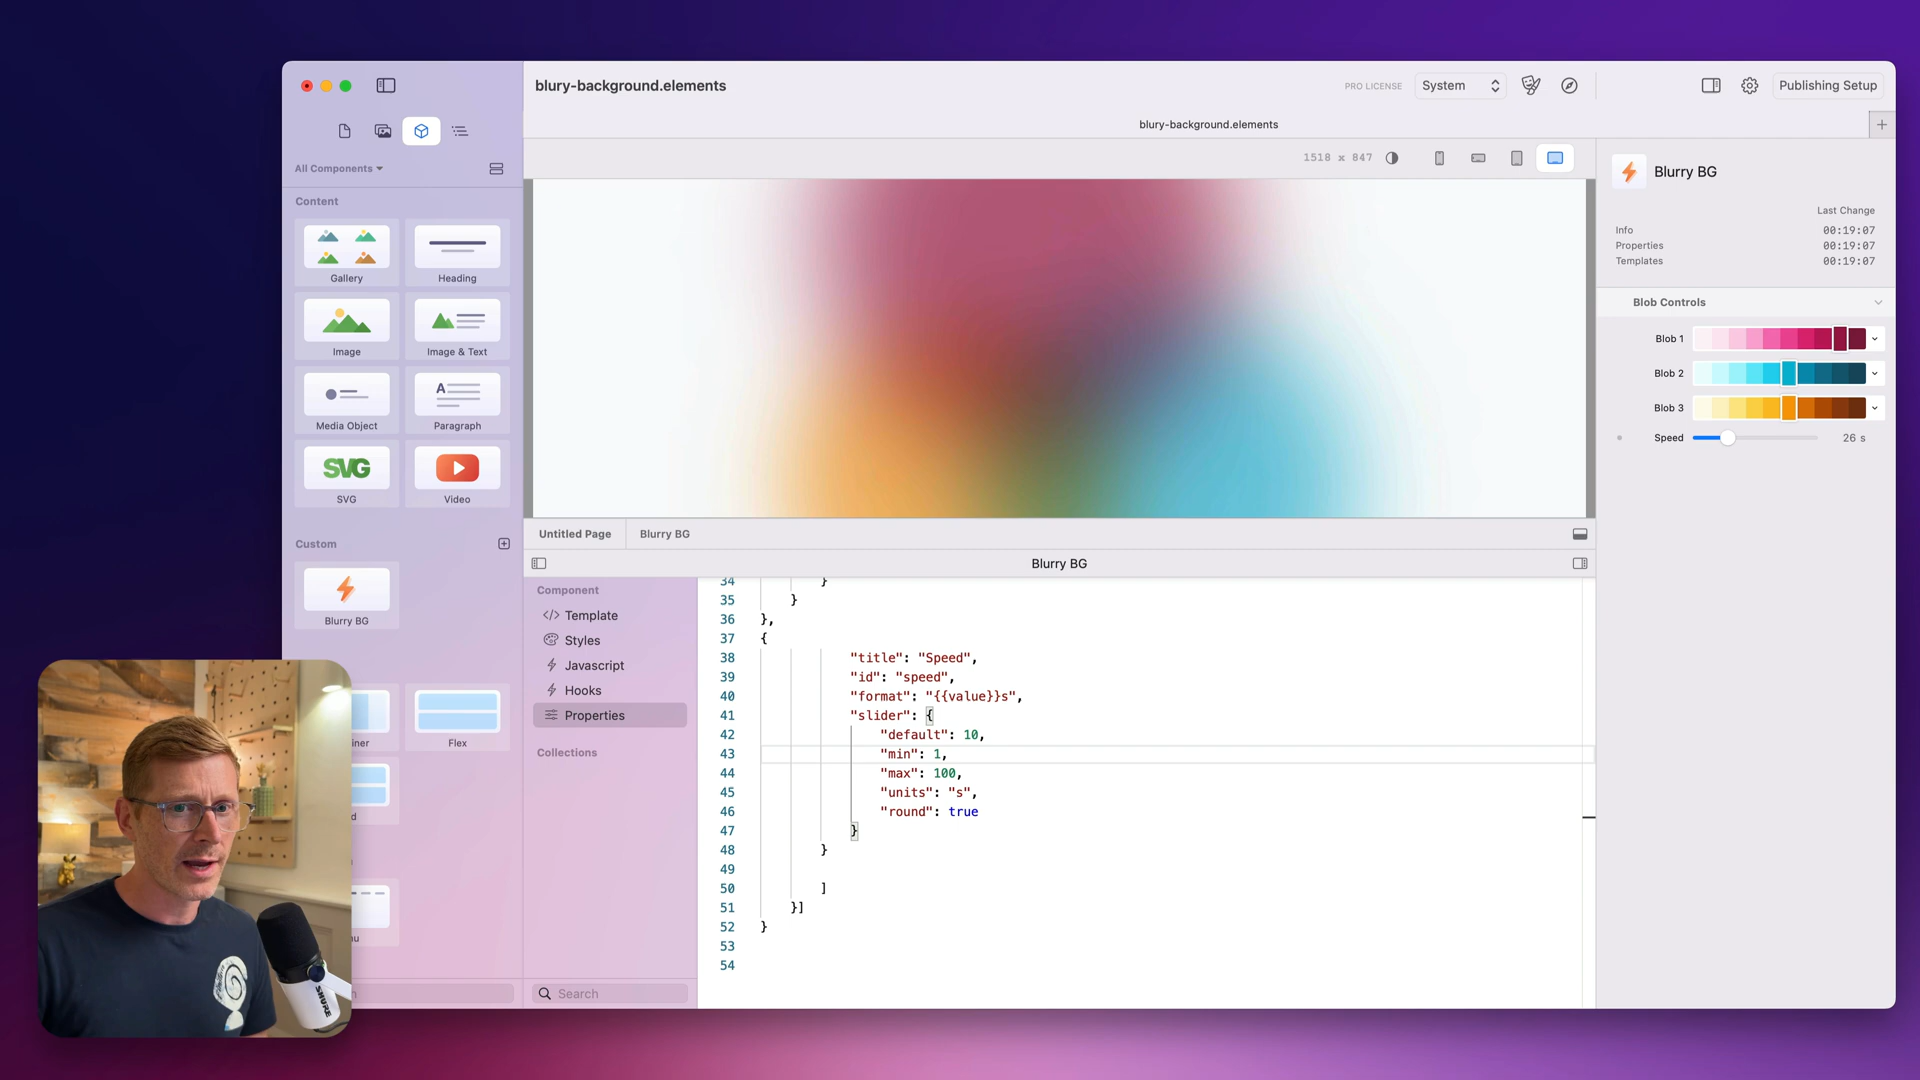 blury-background.elements
PRO LICENSE
System
Publishing Setup
blury-background.elements
All Components
1518 x 847
Blurry BG
Content
Last Change
Info 00:19:07
Properties 00:19:07
Templates 00:19:07
Gallery
Heading
Blob Controls
Image
Image & Text
Blob 1
Blob 2
Blob 3
Speed 26 s
A
Media Object
Paragraph
SVG
SVG
Video
Untitled Page
Blurry BG
Custom
Blurry BG
Blurry BG
Component
Template
Styles
Javascript
Hooks
Properties
Collections
Search
Flex
34 }
35 }
36 },
37 {
38 "title": "Speed",
39 "id": "speed",
40 "format": "{{value}}s",
41 "slider": {
42 "default": 10,
43 "min": 1,
44 "max": 100,
45 "units": "s",
46 "round": true
47 }
48 }
49
50 ]
51 }]
52 }
53
54
SHURE